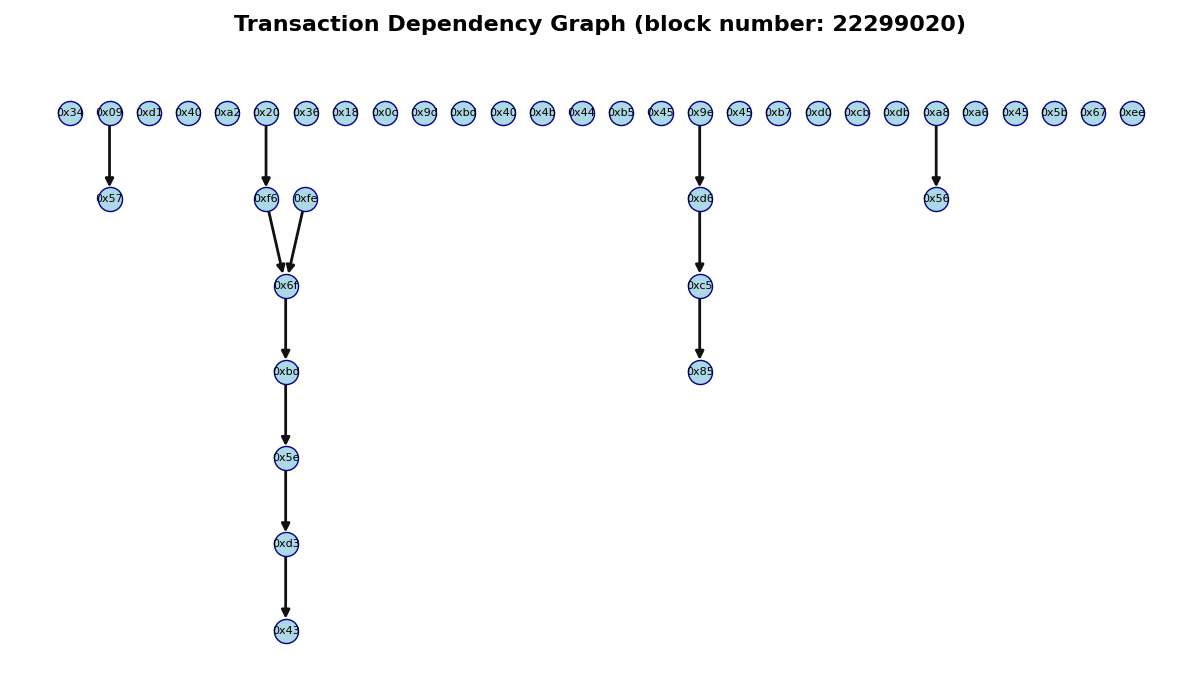 Transaction Dependency Graph (block number: 22299020)
0x34 0x09 0xd1 0x40 0xa2 0x20 0x36 0x18 0x0c 0x9d 0xbd 0x40 0x4b 0x44 0xb5 0x45 0x9e 0x45 0xb7 0xd0 0xcb 0xdb 0xa8 0xa6 0x45 0x5b 0x67 0xee
0x57 0xf6 0xfe 0xd6 0x56
0x6f 0xc5
0xbd 0x85
0x5e
0xd3
0x43